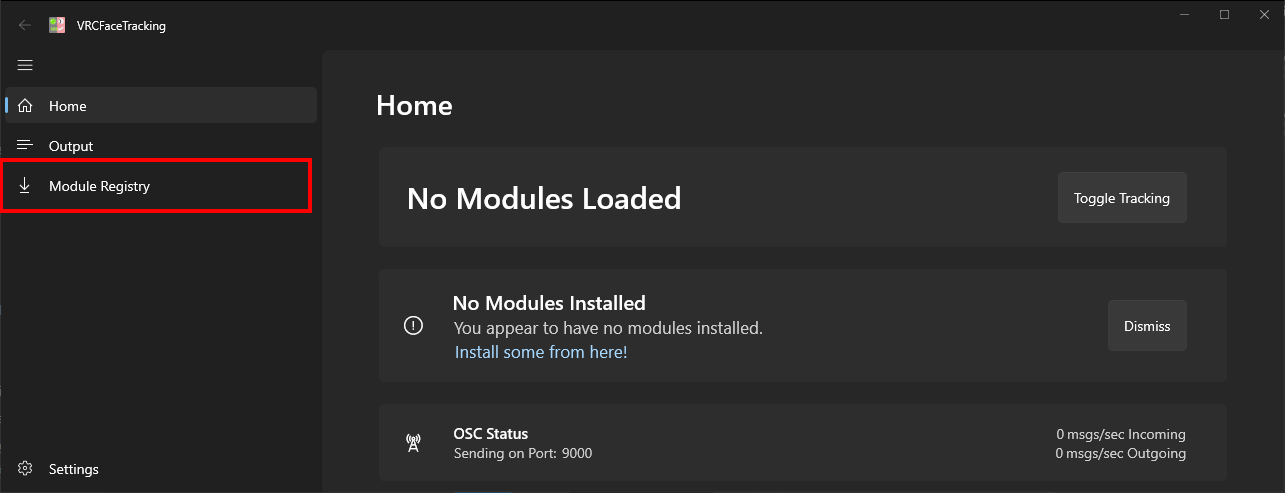 VRCFaceTracking
Home
Output
Module Registry
Settings
Home
No Modules Loaded
Toggle Tracking
No Modules Installed
You appear to have no modules installed.
Install some from here!
Dismiss
OSC Status
Sending on Port: 9000
0 msgs/sec Incoming
0 msgs/sec Outgoing